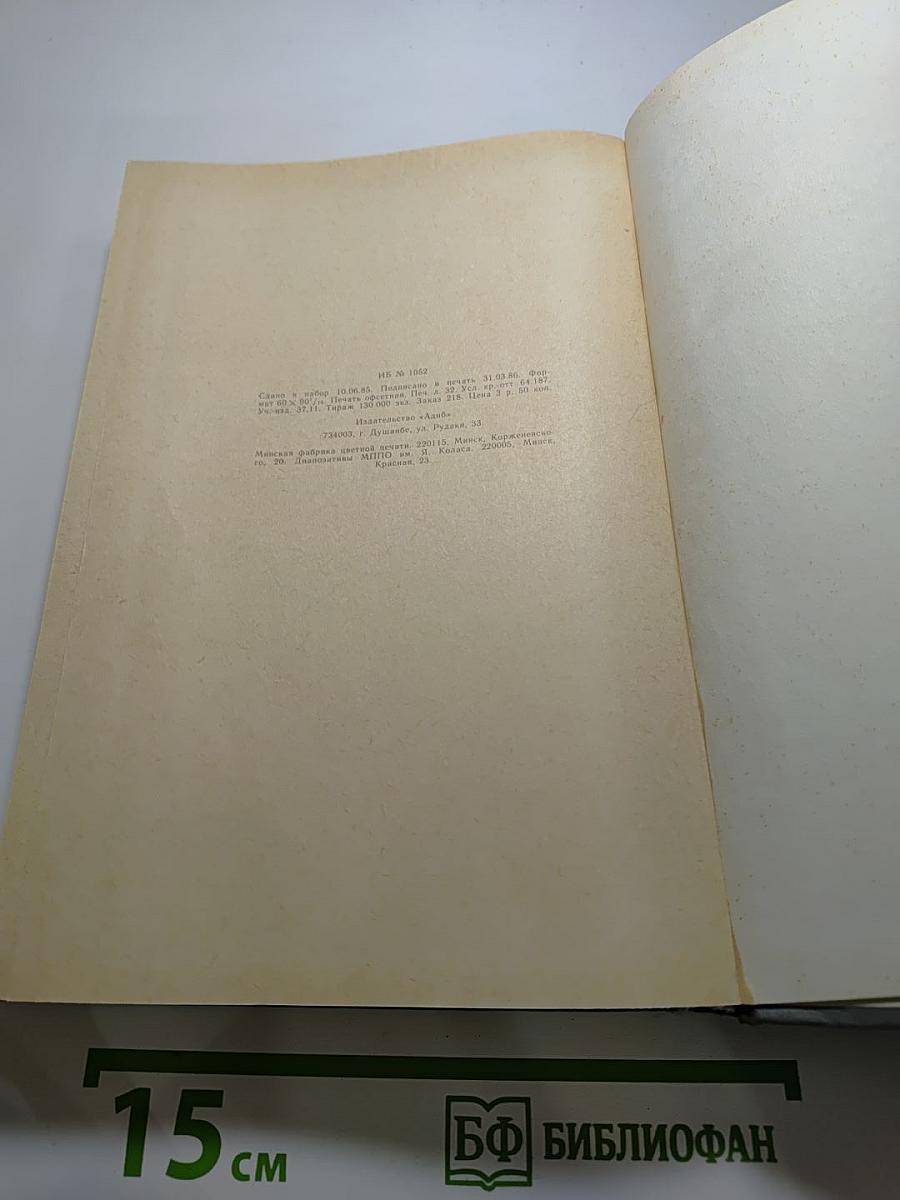 ИБ № 1052
Сдано в набор 10.06.85. Подписано в печать 31.03.86. Фор-
мат 60×90¹/₁₆. Печать офсетная. Печ. л. 32. Усл. кр.-отт 64.187.
Уч.-изд. 37,11. Тираж 130 000 экз. Заказ 218. Цена 3 р. 50 коп.
Издательство «Адиб»
734003, г. Душанбе, ул. Рудаки, 33.
Минская фабрика цветной печати. 220115, Минск, Корженевско-
го, 20. Диапозитивы МППО им. Я. Коласа. 220005, Минск,
Красная, 23
15 см
БФ БИБЛИОФАН